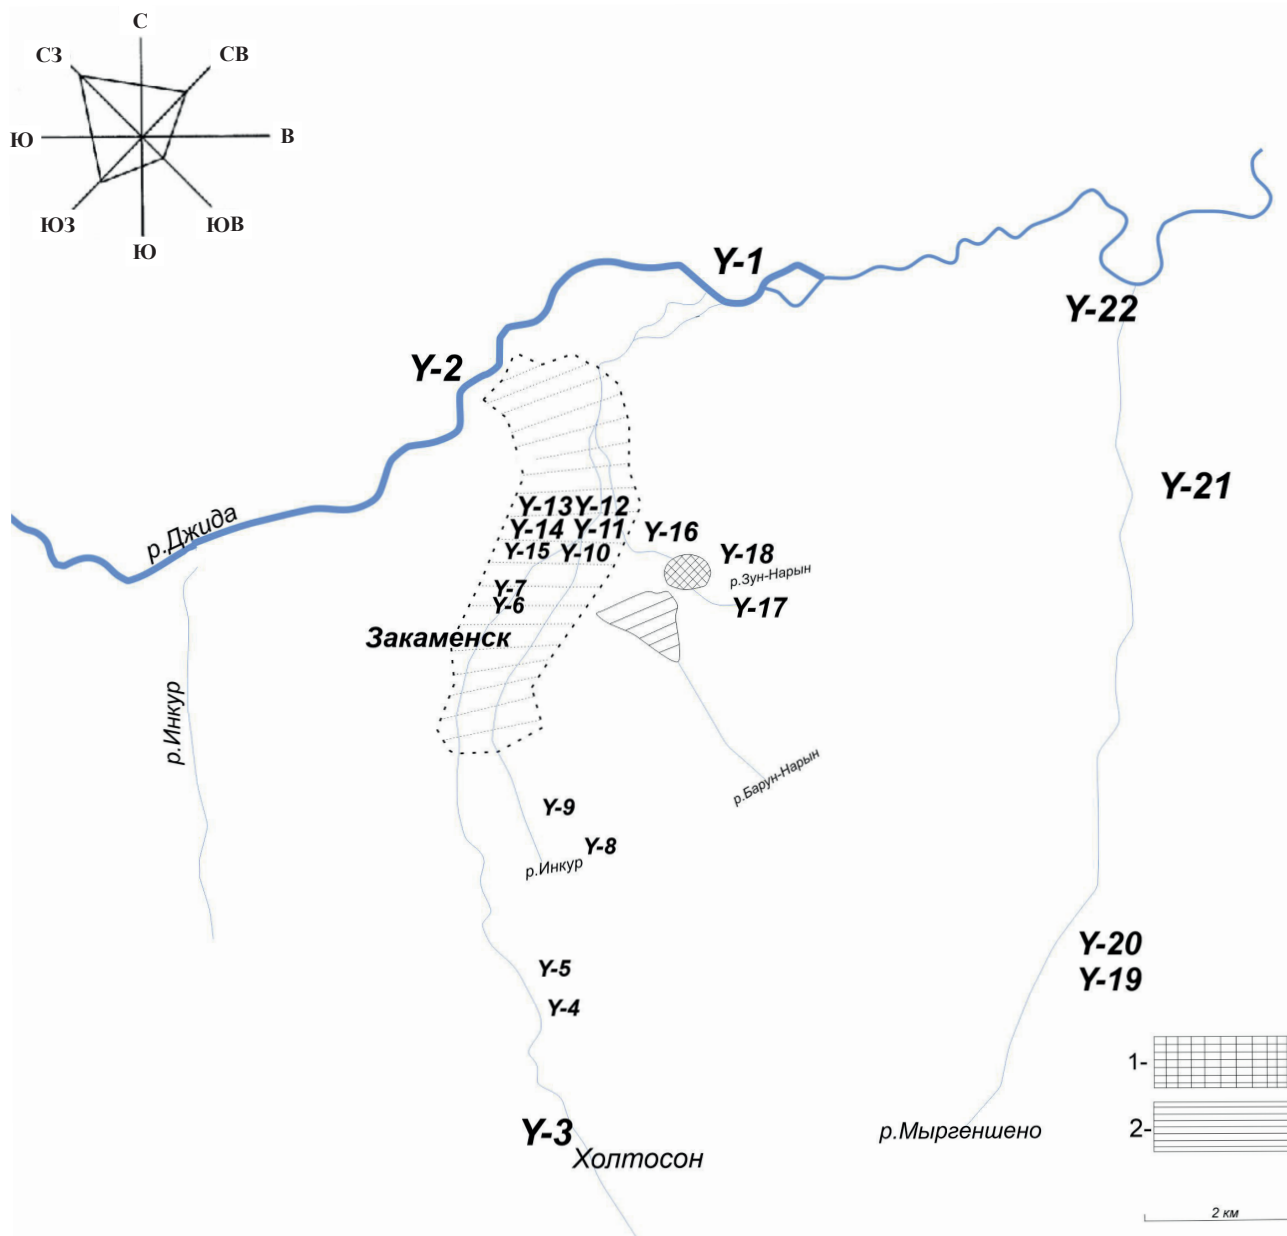 С
СЗ
СВ
Ю
В
ЮЗ
ЮВ
Ю
Y-1
Y-22
Y-2
Y-21
Y-13 Y-12
р.Джида
Y-14 Y-11
Y-16
Y-15 Y-10
Y-18
р.Зун-Нарын
Y-7
Y-6
Y-17
Закаменск
р.Инкур
р.Барун-Нарын
Y-9
Y-8
р.Инкур
Y-20
Y-5
Y-19
Y-4
1-
2-
Y-3
р.Мыргеншено
Холтосон
2 км